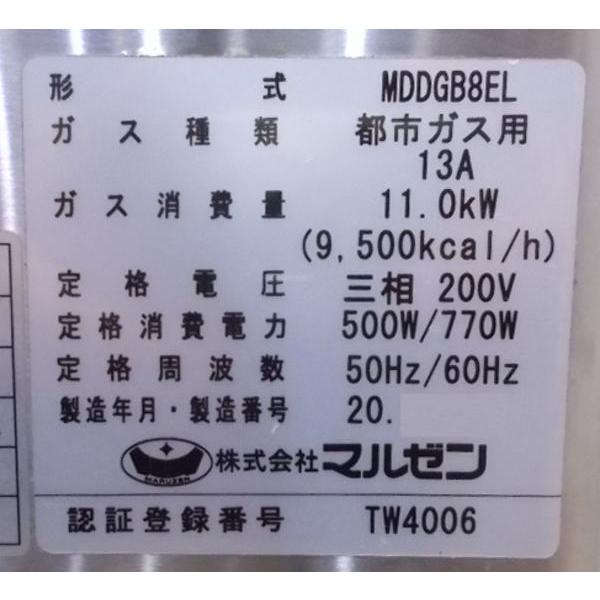 形式 MDDGB8EL
ガス種類 都市ガス用
13A
ガス消費量 11.0kW
(9,500kcal/h)
定格電圧 三相 200V
定格消費電力 500W/770W
定格周波数 50Hz/60Hz
製造年月・製造番号 20.
MARUZEN 株式会社マルゼン
認証登録番号 TW4006